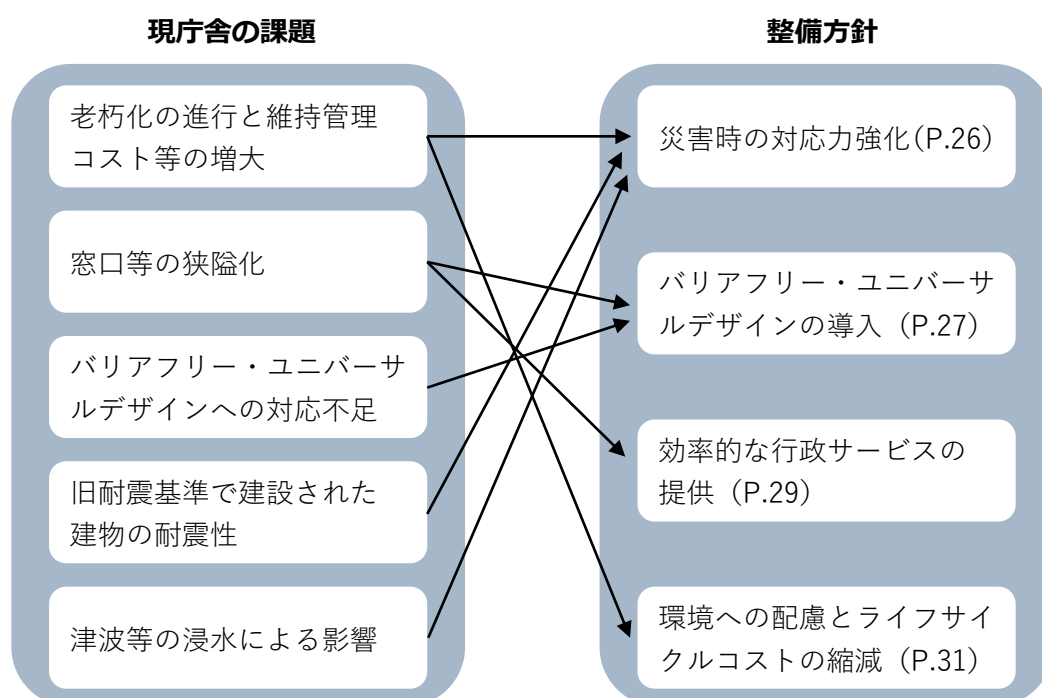 現庁舎の課題
老朽化の進行と維持管理
コスト等の増大
窓口等の狭隘化
バリアフリー・ユニバーサ
ルデザインへの対応不足
旧耐震基準で建設された
建物の耐震性
津波等の浸水による影響
整備方針
災害時の対応力強化(P.26)
バリアフリー・ユニバーサ
ルデザインの導入（P.27）
効率的な行政サービスの
提供（P.29）
環境への配慮とライフサイ
クルコストの縮減（P.31）